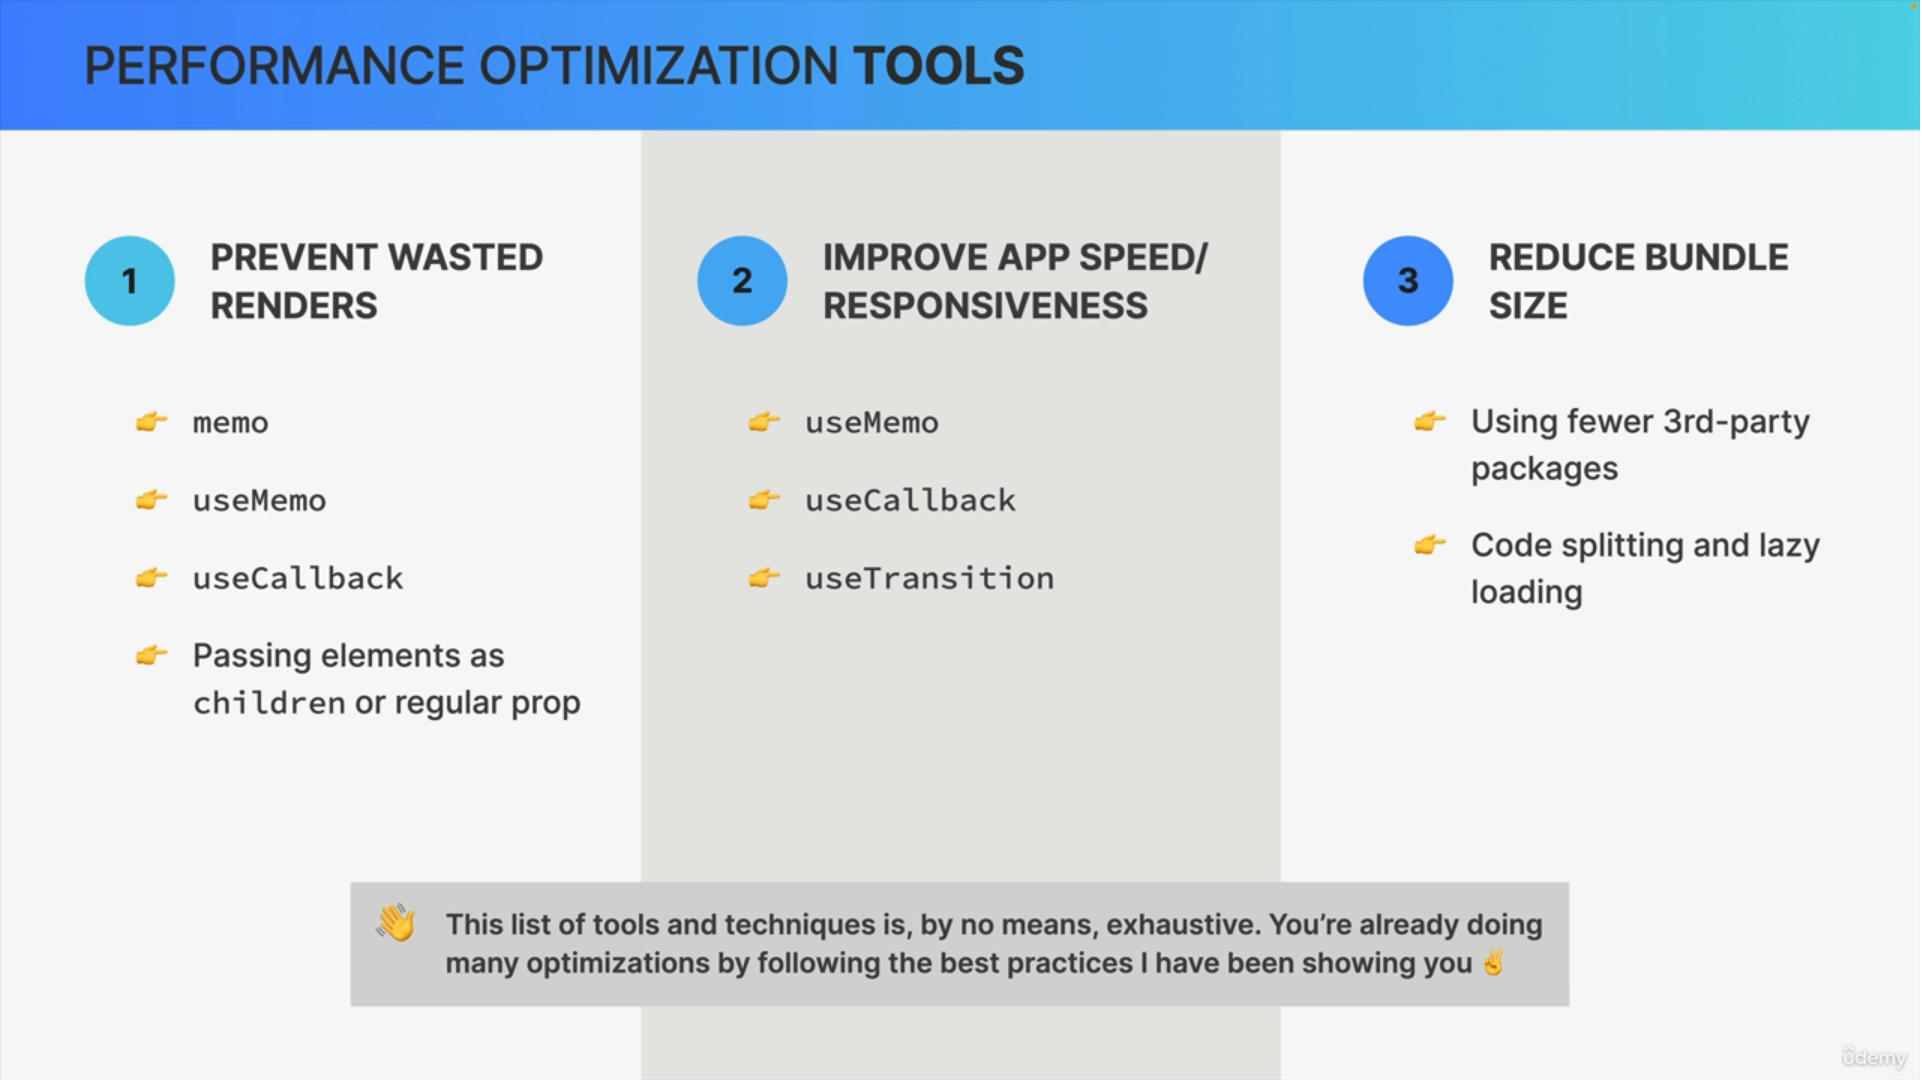 PERFORMANCE OPTIMIZATION TOOLS
1
PREVENT WASTED
RENDERS
👉 memo
👉 useMemo
👉 useCallback
👉 Passing elements as
children or regular prop
2
IMPROVE APP SPEED/
RESPONSIVENESS
👉 useMemo
👉 useCallback
👉 useTransition
3
REDUCE BUNDLE
SIZE
👉 Using fewer 3rd-party
packages
👉 Code splitting and lazy
loading
👋 This list of tools and techniques is, by no means, exhaustive. You’re already doing
many optimizations by following the best practices I have been showing you ✌️
ûdemy